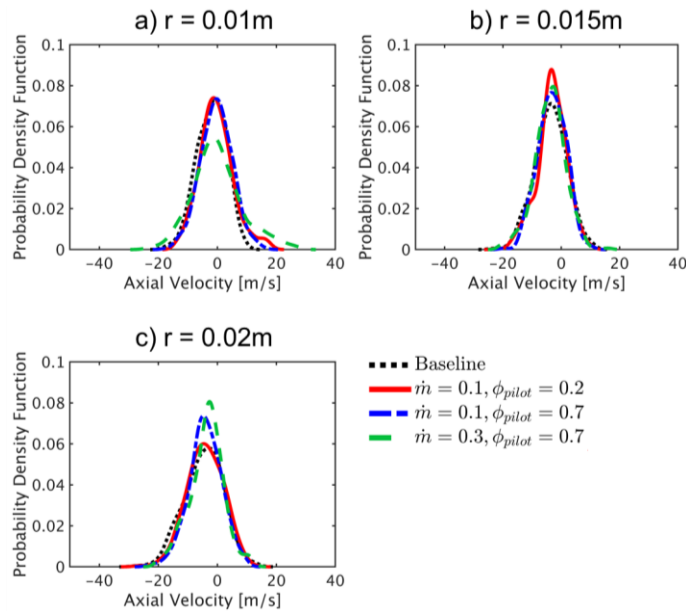 a) r = 0.01m
Probability Density Function
0.1
0.08
0.06
0.04
0.02
0
−40 −20 0 20 40
Axial Velocity [m/s]
b) r = 0.015m
Probability Density Function
0.1
0.08
0.06
0.04
0.02
0
−40 −20 0 20 40
Axial Velocity [m/s]
c) r = 0.02m
Probability Density Function
0.1
0.08
0.06
0.04
0.02
0
−40 −20 0 20 40
Axial Velocity [m/s]
Baseline
ṁ = 0.1, ϕ_pilot = 0.2
ṁ = 0.1, ϕ_pilot = 0.7
ṁ = 0.3, ϕ_pilot = 0.7